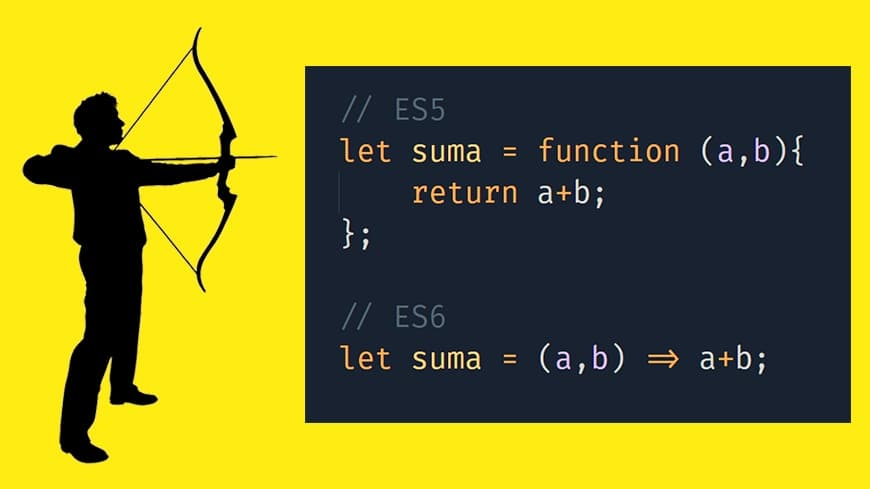 // ES5
let suma = function (a,b){
    return a+b;
};
// ES6
let suma = (a,b) => a+b;